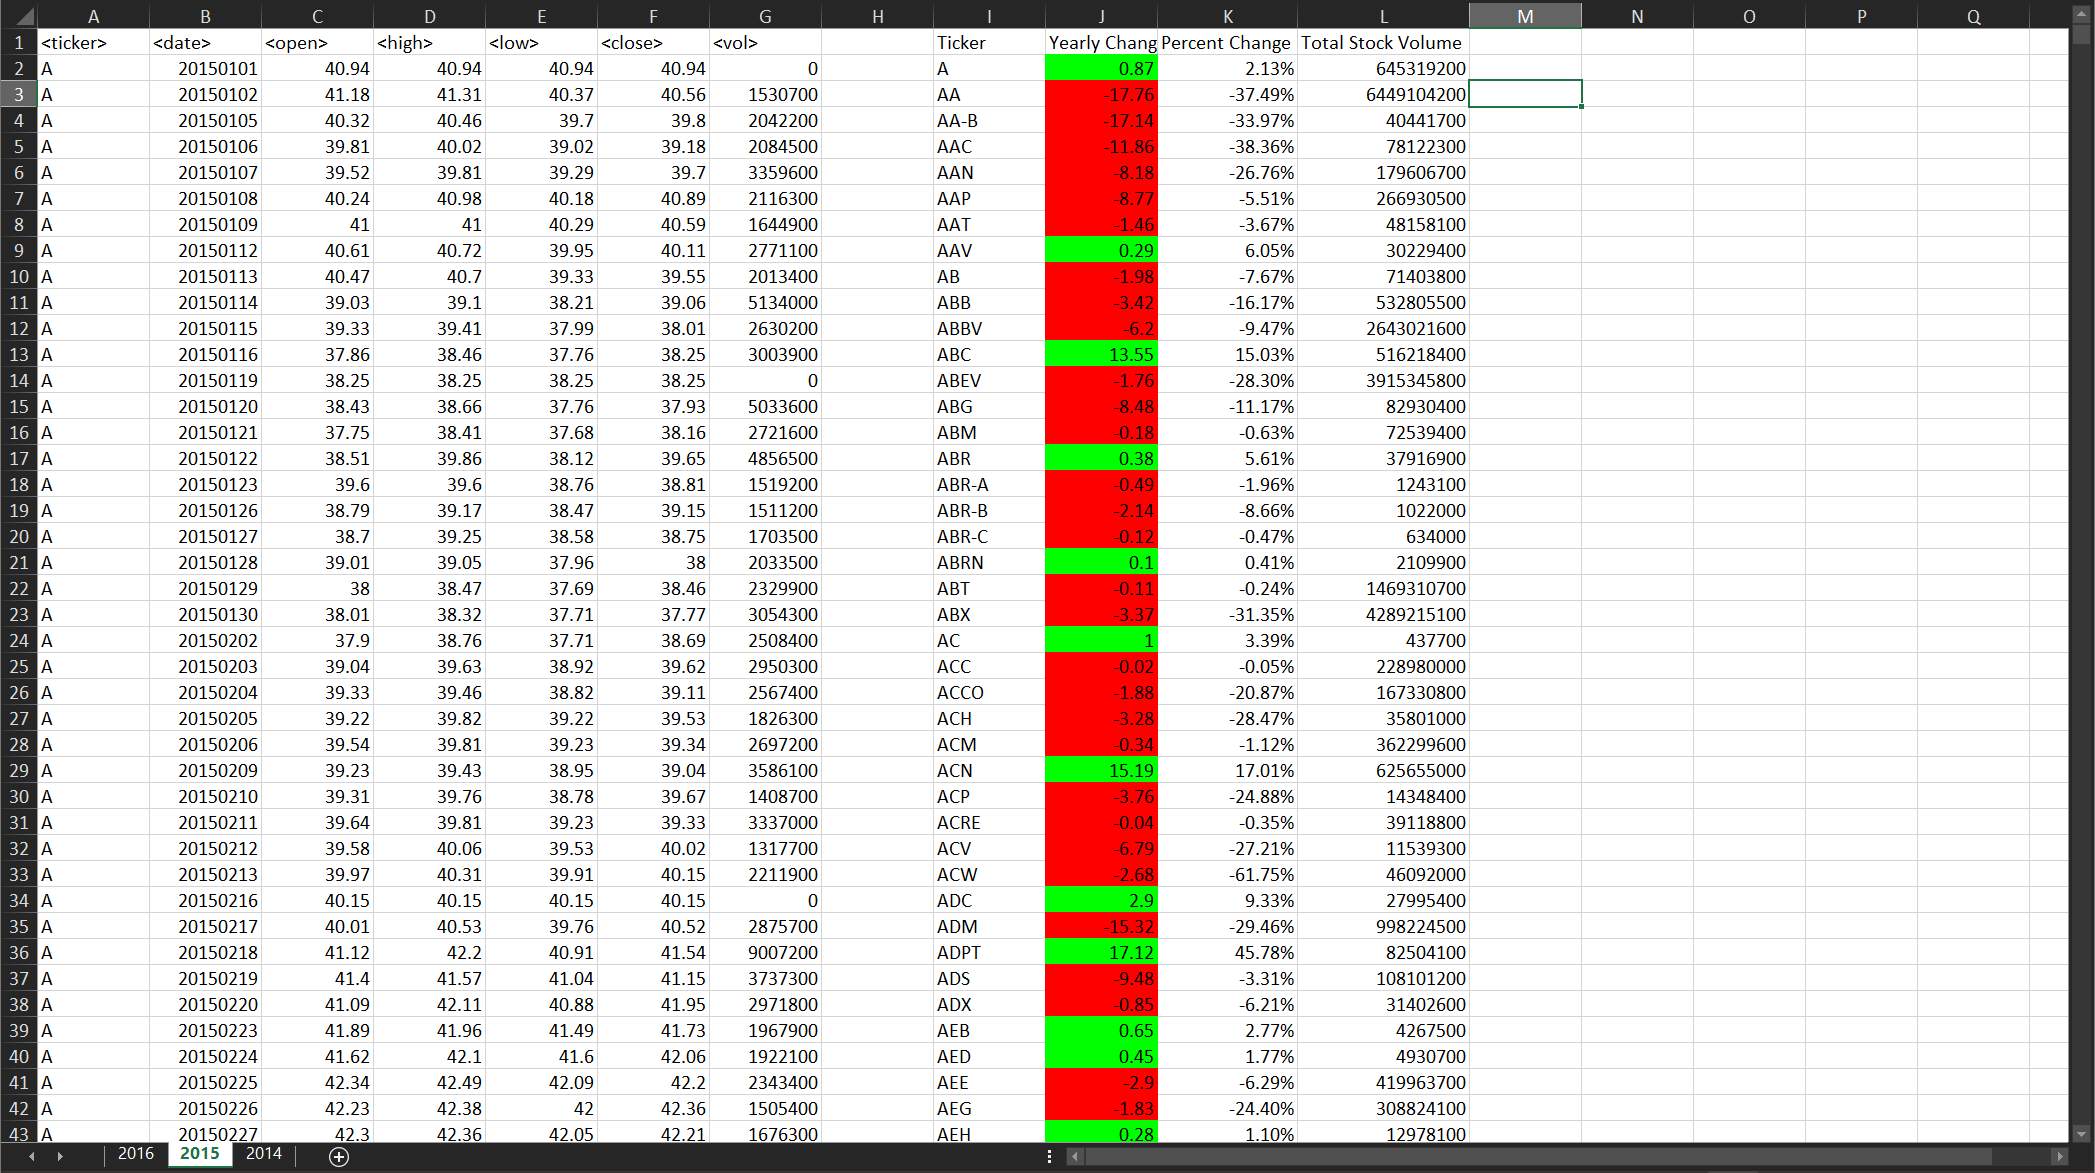 A B C D E F G H I J K L M N O P Q
1 <ticker> <date> <open> <high> <low> <close> <vol> Ticker Yearly Chang Percent Change Total Stock Volume
2 A 20150101 40.94 40.94 40.94 40.94 0 A 0.87 2.13% 645319200
3 A 20150102 41.18 41.31 40.37 40.56 1530700 AA -17.76 -37.49% 6449104200
4 A 20150105 40.32 40.46 39.7 39.8 2042200 AA-B -17.14 -33.97% 40441700
5 A 20150106 39.81 40.02 39.02 39.18 2084500 AAC -11.86 -38.36% 78122300
6 A 20150107 39.52 39.81 39.29 39.7 3359600 AAN -8.18 -26.76% 179606700
7 A 20150108 40.24 40.98 40.18 40.89 2116300 AAP -8.77 -5.51% 266930500
8 A 20150109 41 41 40.29 40.59 1644900 AAT -1.46 -3.67% 48158100
9 A 20150112 40.61 40.72 39.95 40.11 2771100 AAV 0.29 6.05% 30229400
10 A 20150113 40.47 40.7 39.33 39.55 2013400 AB -1.98 -7.67% 71403800
11 A 20150114 39.03 39.1 38.21 39.06 5134000 ABB -3.42 -16.17% 532805500
12 A 20150115 39.33 39.41 37.99 38.01 2630200 ABBV -6.2 -9.47% 2643021600
13 A 20150116 37.86 38.46 37.76 38.25 3003900 ABC 13.55 15.03% 516218400
14 A 20150119 38.25 38.25 38.25 38.25 0 ABEV -1.76 -28.30% 3915345800
15 A 20150120 38.43 38.66 37.76 37.93 5033600 ABG -8.48 -11.17% 82930400
16 A 20150121 37.75 38.41 37.68 38.16 2721600 ABM -0.18 -0.63% 72539400
17 A 20150122 38.51 39.86 38.12 39.65 4856500 ABR 0.38 5.61% 37916900
18 A 20150123 39.6 39.6 38.76 38.81 1519200 ABR-A -0.49 -1.96% 1243100
19 A 20150126 38.79 39.17 38.47 39.15 1511200 ABR-B -2.14 -8.66% 1022000
20 A 20150127 38.7 39.25 38.58 38.75 1703500 ABR-C -0.12 -0.47% 634000
21 A 20150128 39.01 39.05 37.96 38 2033500 ABRN 0.1 0.41% 2109900
22 A 20150129 38 38.47 37.69 38.46 2329900 ABT -0.11 -0.24% 1469310700
23 A 20150130 38.01 38.32 37.71 37.77 3054300 ABX -3.37 -31.35% 4289215100
24 A 20150202 37.9 38.76 37.71 38.69 2508400 AC 1 3.39% 437700
25 A 20150203 39.04 39.63 38.92 39.62 2950300 ACC -0.02 -0.05% 228980000
26 A 20150204 39.33 39.46 38.82 39.11 2567400 ACCO -1.88 -20.87% 167330800
27 A 20150205 39.22 39.82 39.22 39.53 1826300 ACH -3.28 -28.47% 35801000
28 A 20150206 39.54 39.81 39.23 39.34 2697200 ACM -0.34 -1.12% 362299600
29 A 20150209 39.23 39.43 38.95 39.04 3586100 ACN 15.19 17.01% 625655000
30 A 20150210 39.31 39.76 38.78 39.67 1408700 ACP -3.76 -24.88% 14348400
31 A 20150211 39.64 39.81 39.23 39.33 3337000 ACRE -0.04 -0.35% 39118800
32 A 20150212 39.58 40.06 39.53 40.02 1317700 ACV -6.79 -27.21% 11539300
33 A 20150213 39.97 40.31 39.91 40.15 2211900 ACW -2.68 -61.75% 46092000
34 A 20150216 40.15 40.15 40.15 40.15 0 ADC 2.9 9.33% 27995400
35 A 20150217 40.01 40.53 39.76 40.52 2875700 ADM -15.32 -29.46% 998224500
36 A 20150218 41.12 42.2 40.91 41.54 9007200 ADPT 17.12 45.78% 82504100
37 A 20150219 41.4 41.57 41.04 41.15 3737300 ADS -9.48 -3.31% 108101200
38 A 20150220 41.09 42.11 40.88 41.95 2971800 ADX -0.85 -6.21% 31402600
39 A 20150223 41.89 41.96 41.49 41.73 1967900 AEB 0.65 2.77% 4267500
40 A 20150224 41.62 42.1 41.6 42.06 1922100 AED 0.45 1.77% 4930700
41 A 20150225 42.34 42.49 42.09 42.2 2343400 AEE -2.9 -6.29% 419963700
42 A 20150226 42.23 42.38 42 42.36 1505400 AEG -1.83 -24.40% 308824100
43 A 20150227 42.3 42.36 42.05 42.21 1676300 AEH 0.28 1.10% 12978100
2016 2015 2014